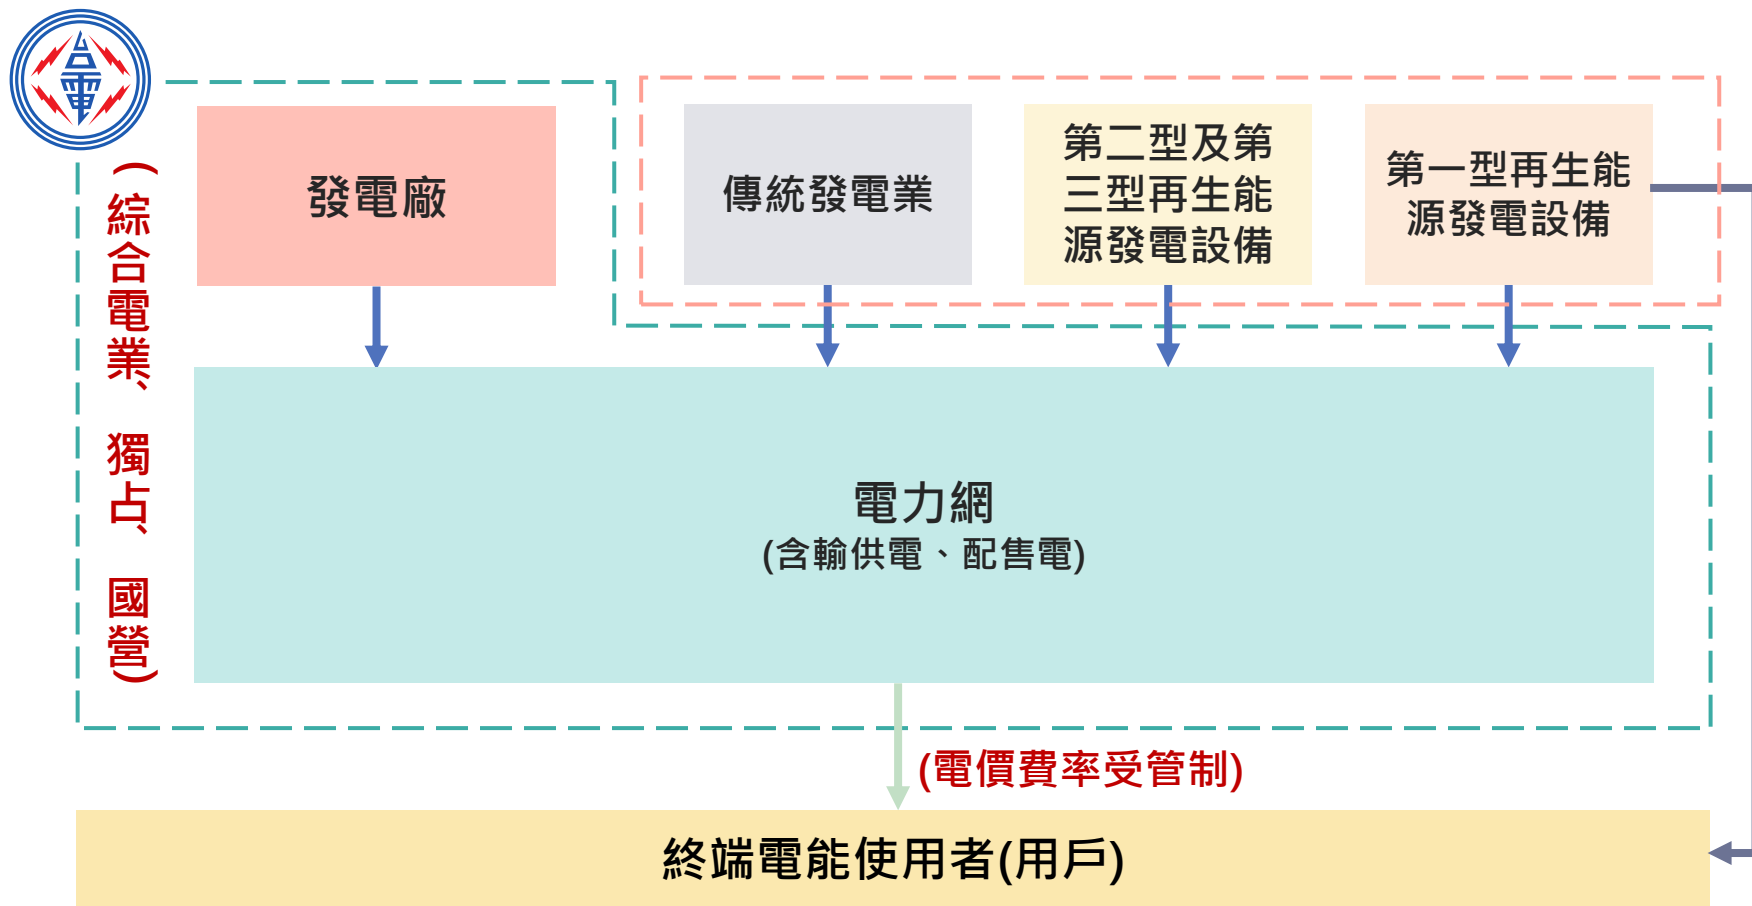 台電
(綜合電業、獨占、國營)
發電廠
傳統發電業
第二型及第
三型再生能
源發電設備
第一型再生能
源發電設備
電力網
(含輸供電、配售電)
(電價費率受管制)
終端電能使用者(用戶)